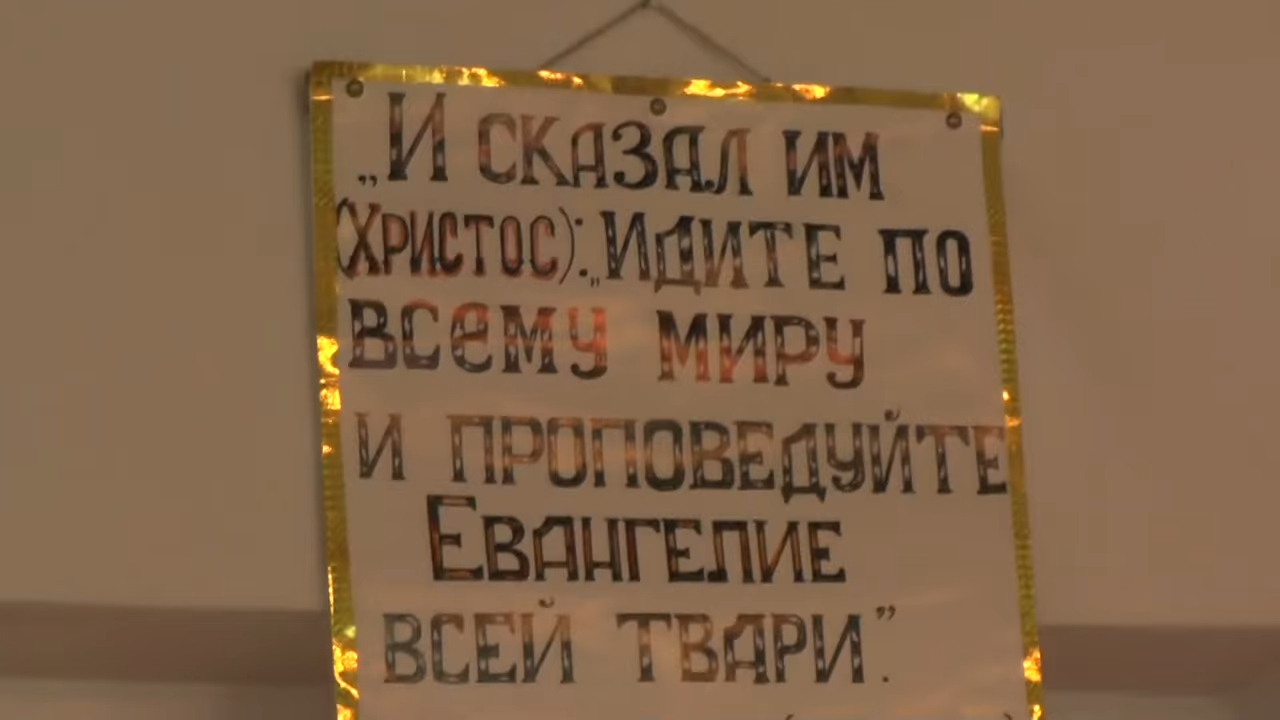 „И СКАЗАЛ ИМ
(ХРИСТОС): „ИДИТЕ ПО
ВСЕМУ МИРУ
И ПРОПОВЕДУЙТЕ
ЕВАНГЕЛИЕ
ВСЕЙ ТВАРИ”.